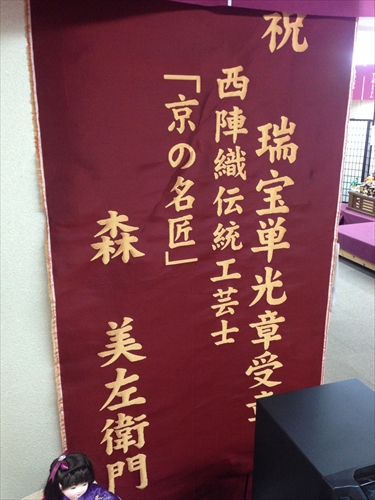 祝 瑞宝単光章受章
西陣織伝統工芸士
「京の名匠」
森 美左衛門